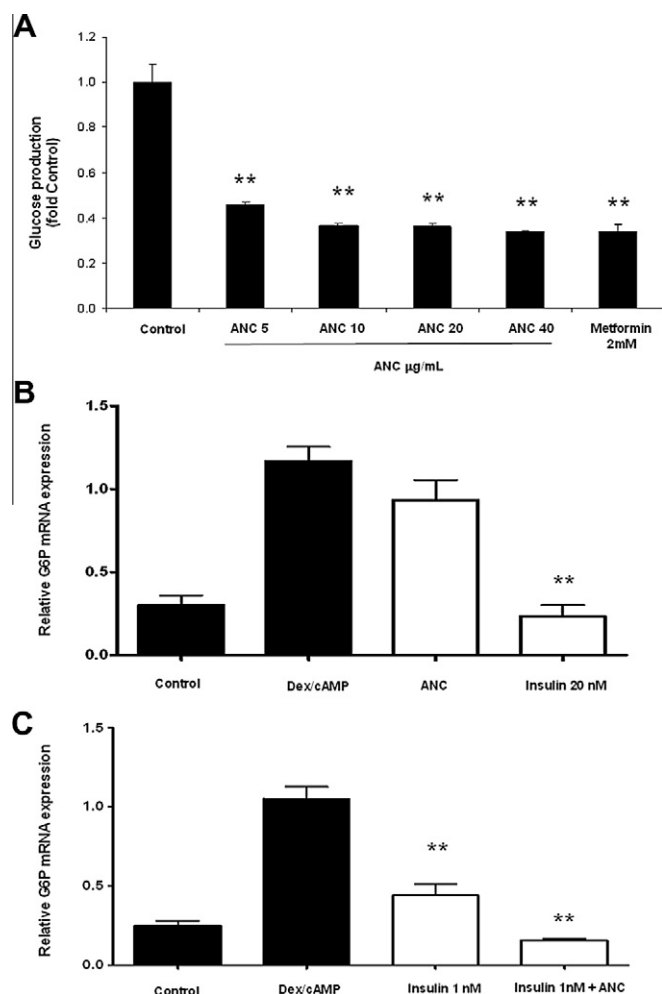 A
Glucose production
(fold Control)
1.2
1.0
0.8
0.6
0.4
0.2
0.0
**
**
**
**
**
Control
ANC 5
ANC 10
ANC 20
ANC 40
Metformin
2mM
ANC µg/mL
B
Relative G6P mRNA expression
1.5
1.0
0.5
0.0
**
Control
Dex/cAMP
ANC
Insulin 20 nM
C
Relative G6P mRNA expression
1.5
1.0
0.5
0.0
**
**
Control
Dex/cAMP
Insulin 1 nM
Insulin 1nM + ANC